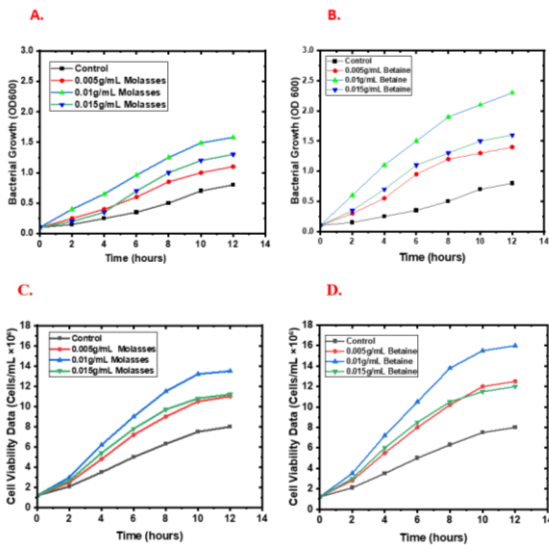 A.
B.
Control
0.005g/mL Molasses
0.01g/mL Molasses
0.015g/mL Molasses
Bacterial Growth (OD600)
3.0
2.5
2.0
1.5
1.0
0.5
0.0
0 2 4 6 8 10 12 14
Time (hours)
Control
0.005g/mL Betaine
0.01g/mL Betaine
0.015g/mL Betaine
Bacterial Growth (OD 600)
3.0
2.5
2.0
1.5
1.0
0.5
0.0
0 2 4 6 8 10 12 14
Time (hours)
C.
D.
Control
0.005g/mL Molasses
0.01g/mL Molasses
0.015g/mL Molasses
Cell Viability Data (Cells/mL ×10⁶)
18
16
14
12
10
8
6
4
2
0
0 2 4 6 8 10 12 14
Time (hours)
Control
0.005g/mL Betaine
0.01g/mL Betaine
0.015g/mL Betaine
Cell Viability Data (Cells/mL ×10⁶)
18
16
14
12
10
8
6
4
2
0
0 2 4 6 8 10 12 14
Time (hours)